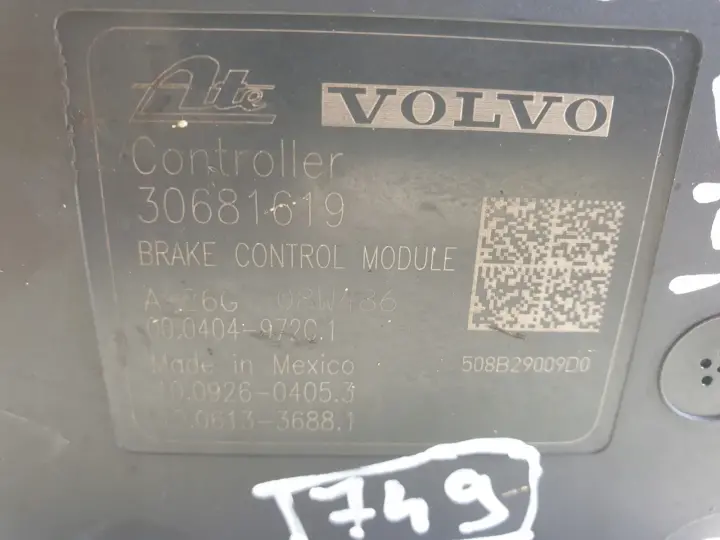 Ate VOLVO
Controller
30681619
BRAKE CONTROL MODULE
00.0404-972C.1
Made in Mexico
508B29009D0
10.0926-0405.3
749